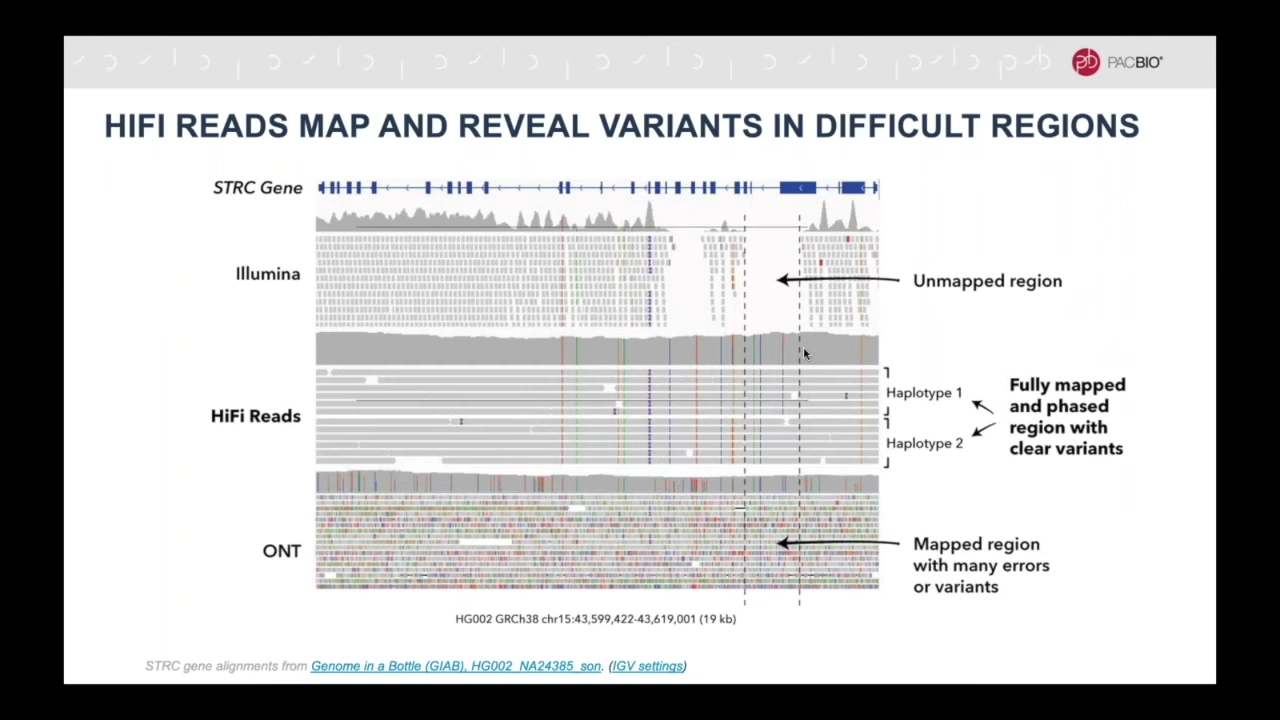 PACBIO®
HIFI READS MAP AND REVEAL VARIANTS IN DIFFICULT REGIONS
STRC Gene
Illumina
Unmapped region
HiFi Reads
Haplotype 1
Haplotype 2
Fully mapped
and phased
region with
clear variants
ONT
Mapped region
with many errors
or variants
HG002 GRCh38 chr15:43,599,422-43,619,001 (19 kb)
STRC gene alignments from Genome in a Bottle (GIAB), HG002_NA24385_son. (IGV settings)